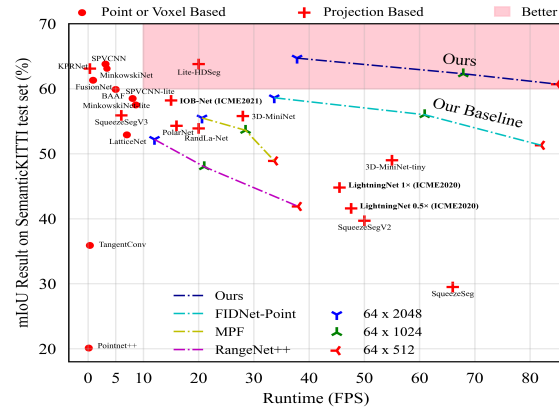 Point or Voxel Based
Projection Based
Better
mIoU Result on SemanticKITTI test set (%)
70
60
50
40
30
20
SPVCNN
KPRNet
MinkowskiNet
FusionNet
BAAF
SPVCNN-lite
MinkowskiNet-lite
SqueezeSegV3
LatticeNet
Lite-HDSeg
IOB-Net (ICME2021)
PolarNet
RandLa-Net
3D-MiniNet
Ours
Our Baseline
3D-MiniNet-tiny
LightningNet 1× (ICME2020)
LightningNet 0.5× (ICME2020)
SqueezeSegV2
TangentConv
SqueezeSeg
Pointnet++
Ours
FIDNet-Point
64 x 2048
MPF
64 x 1024
RangeNet++
64 x 512
0 5 10 20 30 40 50 60 70 80
Runtime (FPS)